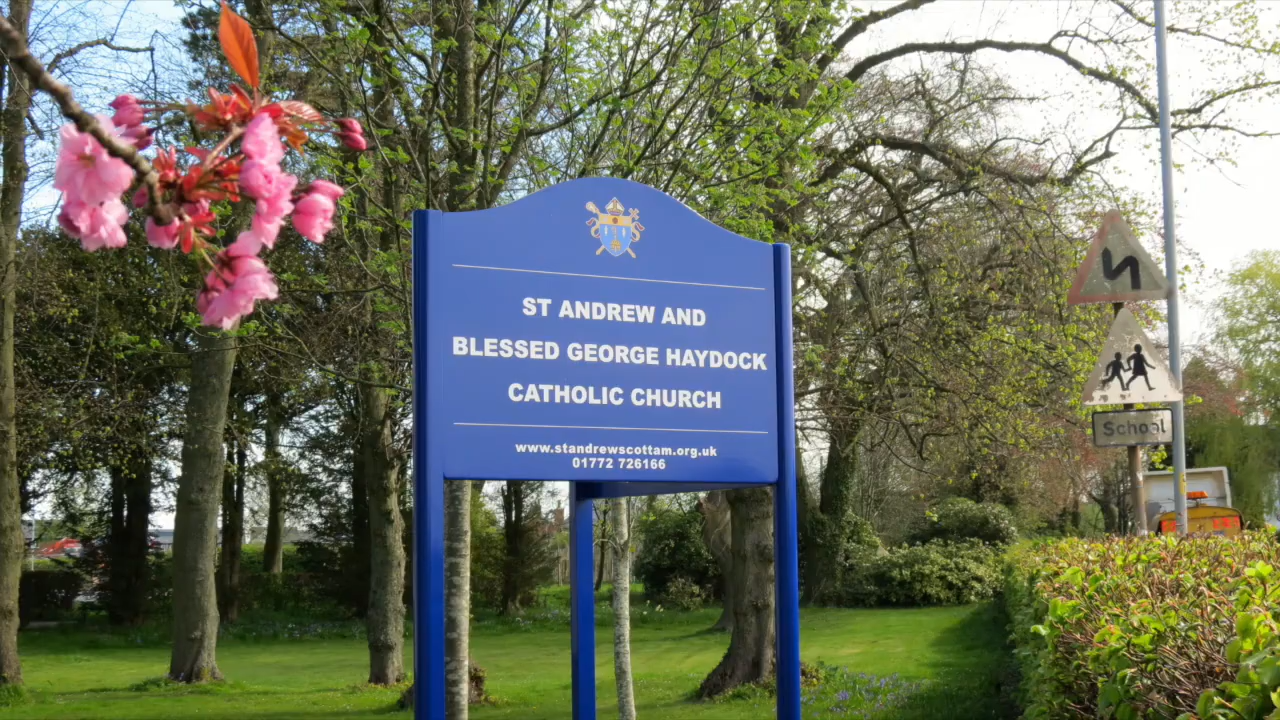 ST ANDREW AND
BLESSED GEORGE HAYDOCK
CATHOLIC CHURCH
www.standrewscottam.org.uk
01772 726166
School